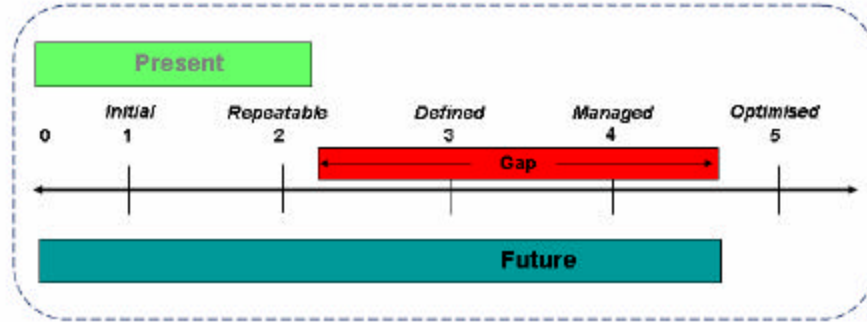 Present
Initial Repeatable Defined Managed Optimised
0 1 2 3 4 5
Gap
Future